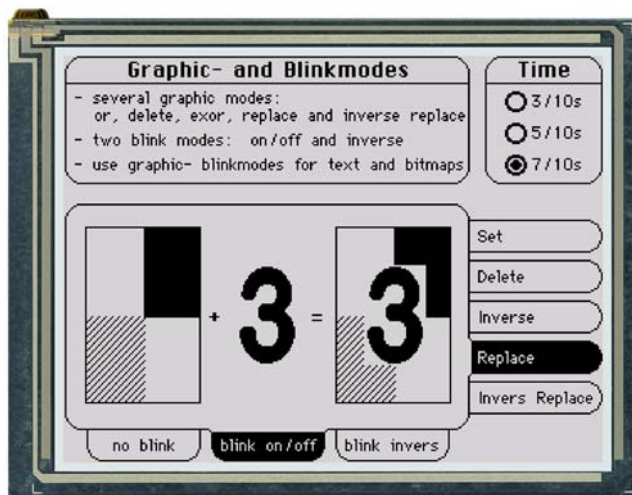 Graphic- and Blinkmodes
- several graphic modes:
or, delete, exor, replace and inverse replace
- two blink modes: on/off and inverse
- use graphic- blinkmodes for text and bitmaps
Time
3/10s
5/10s
7/10s
+ 3 = 3
Set
Delete
Inverse
Replace
Invers Replace
no blink
blink on/off
blink invers